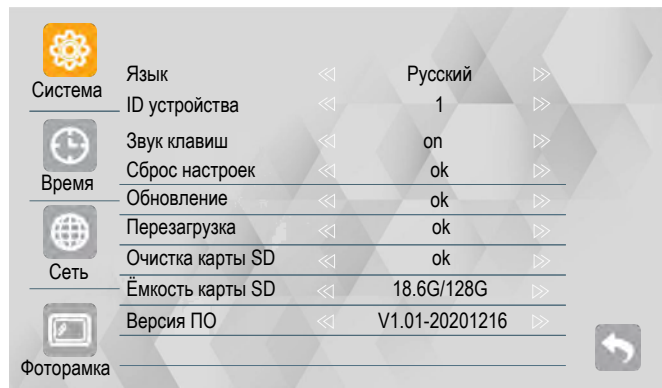 Система
Время
Сеть
Фоторамка
Язык Русский
ID устройства 1
Звук клавиш on
Сброс настроек ok
Обновление ok
Перезагрузка ok
Очистка карты SD ok
Ёмкость карты SD 18.6G/128G
Версия ПО V1.01-20201216